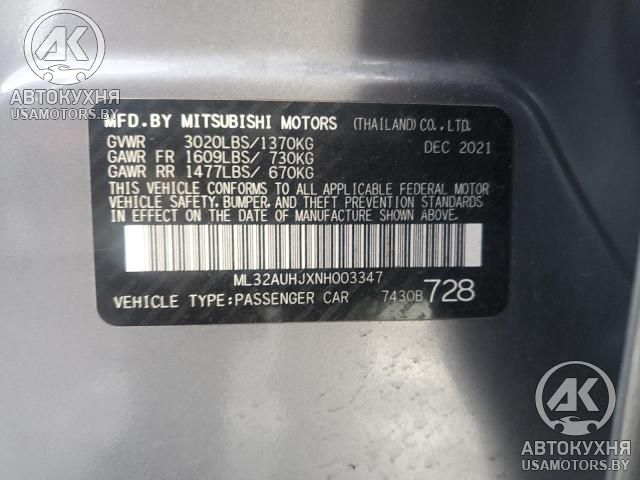 АВТОКУХНЯ
USAMOTORS.BY
MFD.BY MITSUBISHI MOTORS (THAILAND)CO.,LTD.
GVWR 3020LBS/1370KG DEC 2021
GAWR FR 1609LBS/ 730KG
GAWR RR 1477LBS/ 670KG
THIS VEHICLE CONFORMS TO ALL APPLICABLE FEDERAL MOTOR
VEHICLE SAFETY, BUMPER, AND THEFT PREVENTION STANDARDS
IN EFFECT ON THE DATE OF MANUFACTURE SHOWN ABOVE.
ML32AUHJXNH003347
VEHICLE TYPE:PASSENGER CAR 7430B 728
АК
АВТОКУХНЯ
USAMOTORS.BY